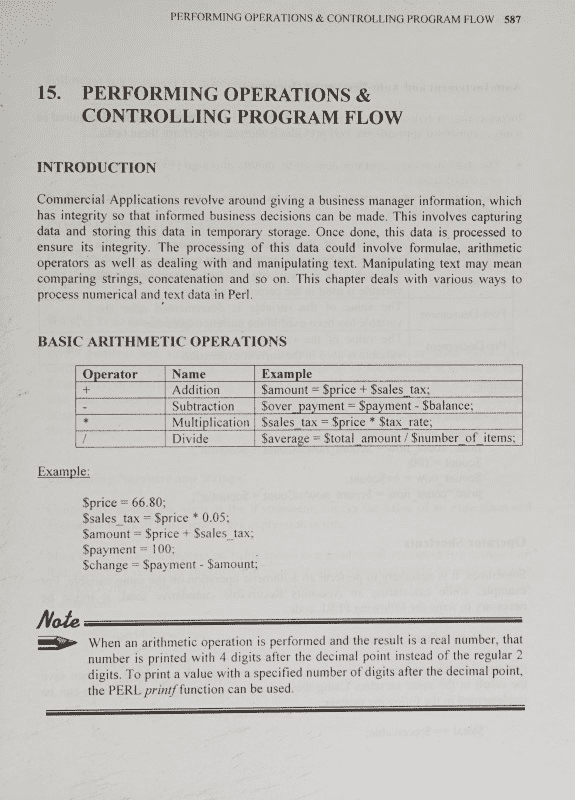 PERFORMING OPERATIONS & CONTROLLING PROGRAM FLOW 587
15. PERFORMING OPERATIONS &
CONTROLLING PROGRAM FLOW
INTRODUCTION
Commercial Applications revolve around giving a business manager information, which
has integrity so that informed business decisions can be made. This involves capturing
data and storing this data in temporary storage. Once done, this data is processed to
ensure its integrity. The processing of this data could involve formulae, arithmetic
operators as well as dealing with and manipulating text. Manipulating text may mean
comparing strings, concatenation and so on. This chapter deals with various ways to
process numerical and text data in Perl.
BASIC ARITHMETIC OPERATIONS
Operator Name Example
+ Addition $amount = $price + $sales_tax;
- Subtraction $over_payment = $payment - $balance;
* Multiplication $sales_tax = $price * $tax_rate;
/ Divide $average = $total_amount / $number_of_items;
Example:
$price = 66.80;
$sales_tax = $price * 0.05;
$amount = $price + $sales_tax;
$payment = 100;
$change = $payment - $amount;
Note
When an arithmetic operation is performed and the result is a real number, that
number is printed with 4 digits after the decimal point instead of the regular 2
digits. To print a value with a specified number of digits after the decimal point,
the PERL printf function can be used.